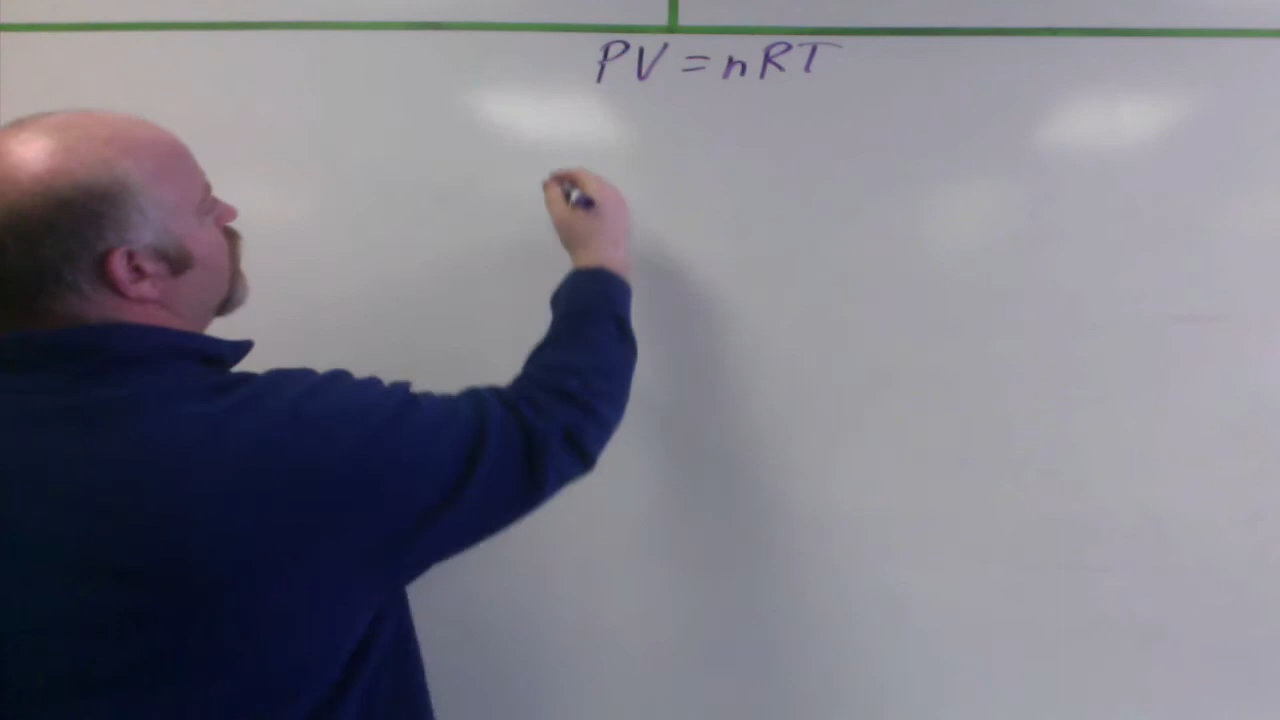 PV = nRT